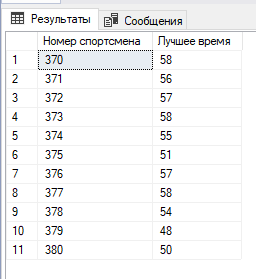 Результаты Сообщения
Номер спортсмена Лучшее время
1 370 58
2 371 56
3 372 57
4 373 58
5 374 55
6 375 51
7 376 57
8 377 58
9 378 54
10 379 48
11 380 50